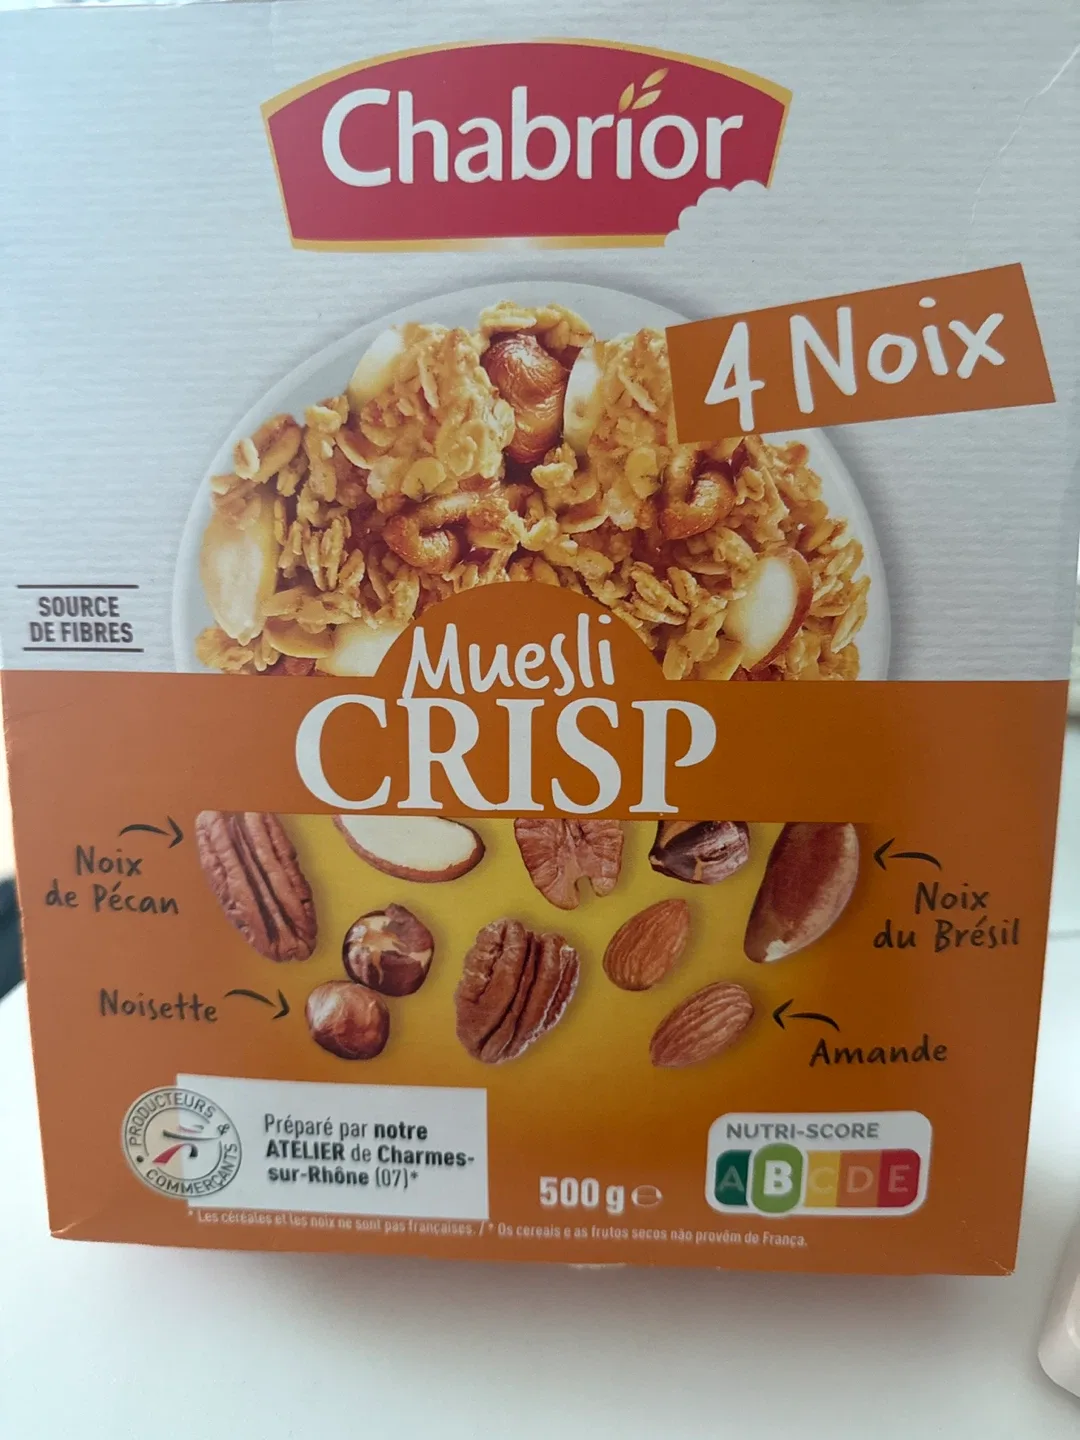 Chabrior
4 Noix
SOURCE
DE FIBRES
Muesli
CRISP
Noix
de Pécan
Noix
du Brésil
Noisette
Amande
PRODUCTEURS & COMMERÇANTS
Préparé par notre
ATELIER de Charmes-
sur-Rhône (07)*
500 g e
NUTRI-SCORE
A B C D E
* Les céréales et les noix ne sont pas françaises. / * Os cereais e as frutos secos não provém de França.